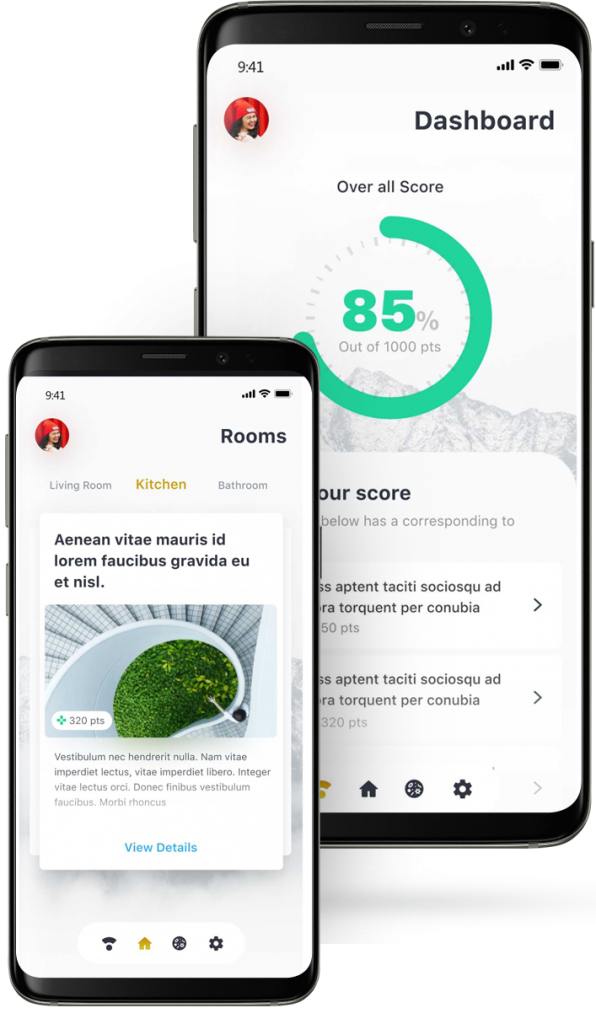 9:41
Dashboard
Over all Score
85%
Out of 1000 pts
our score
below has a corresponding to
ss aptent taciti sociosqu ad
ora torquent per conubia
50 pts
ss aptent taciti sociosqu ad
ora torquent per conubia
320 pts
9:41
Rooms
Living Room Kitchen Bathroom
Aenean vitae mauris id
lorem faucibus gravida eu
et nisl.
320 pts
Vestibulum nec hendrerit nulla. Nam vitae
imperdiet lectus, vitae imperdiet libero. Integer
vitae lectus orci. Donec finibus vestibulum
faucibus. Morbi rhoncus
View Details